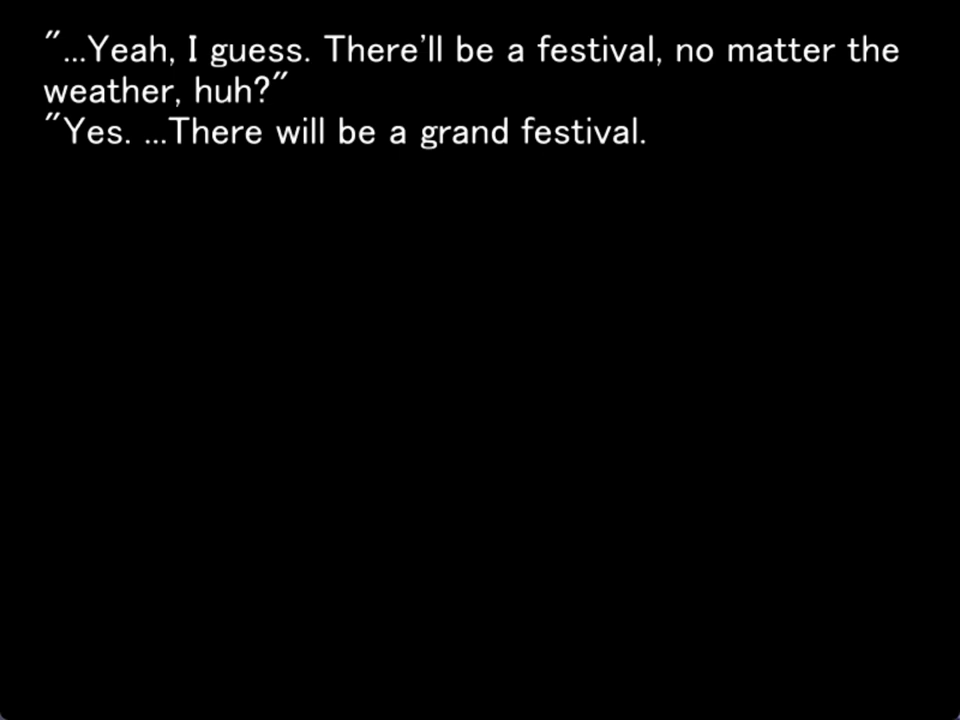 "...Yeah, I guess. There'll be a festival, no matter the
weather, huh?"
"Yes. ...There will be a grand festival.